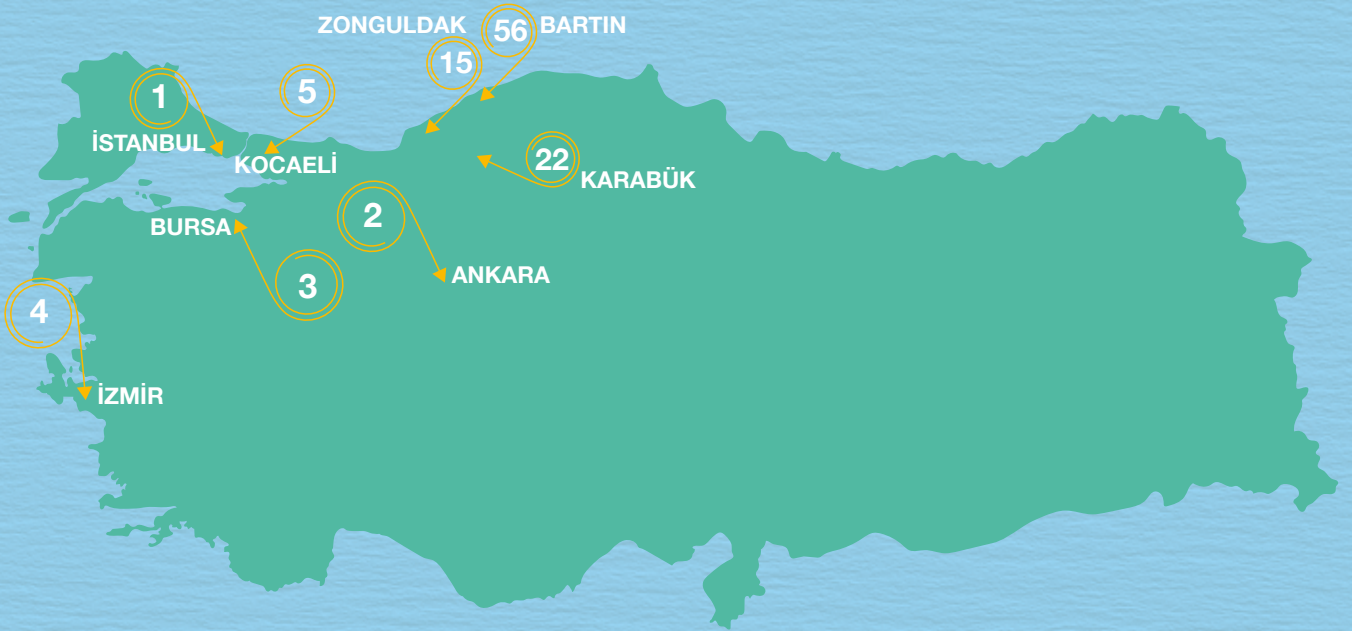 ZONGULDAK
56
BARTIN
15
5
1
İSTANBUL
KOCAELİ
22
KARABÜK
2
BURSA
ANKARA
3
4
İZMİR